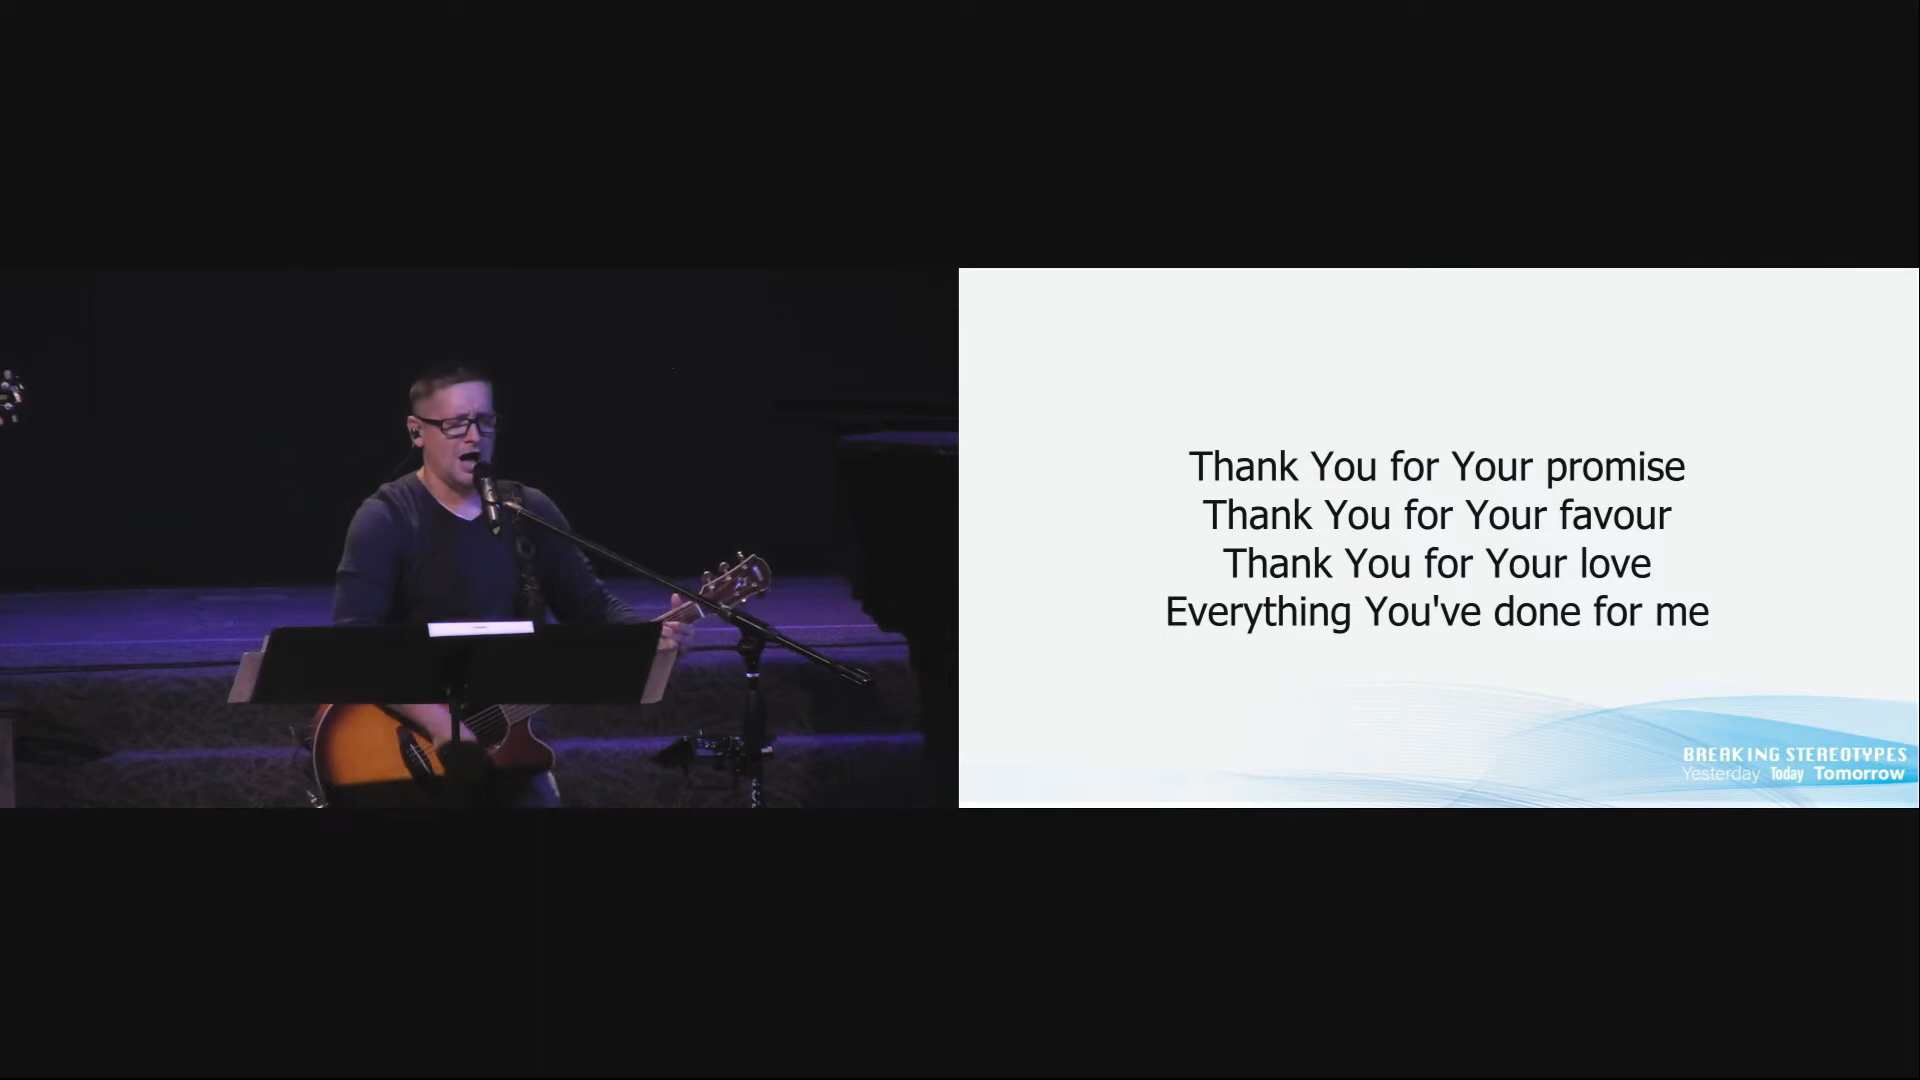 Thank You for Your promise
Thank You for Your favour
Thank You for Your love
Everything You've done for me
BREAKING STEREOTYPES
Yesterday Today Tomorrow